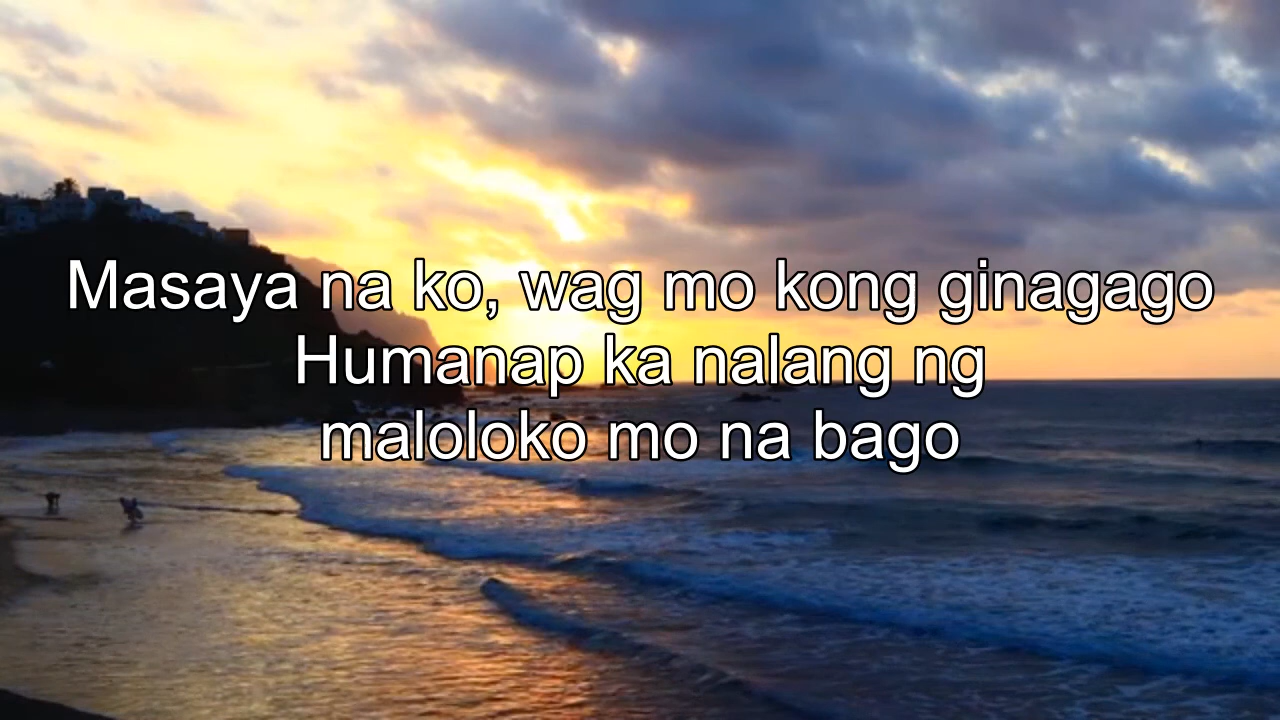 Masaya na ko, wag mo kong ginagago
Humanap ka nalang ng
maloloko mo na bago